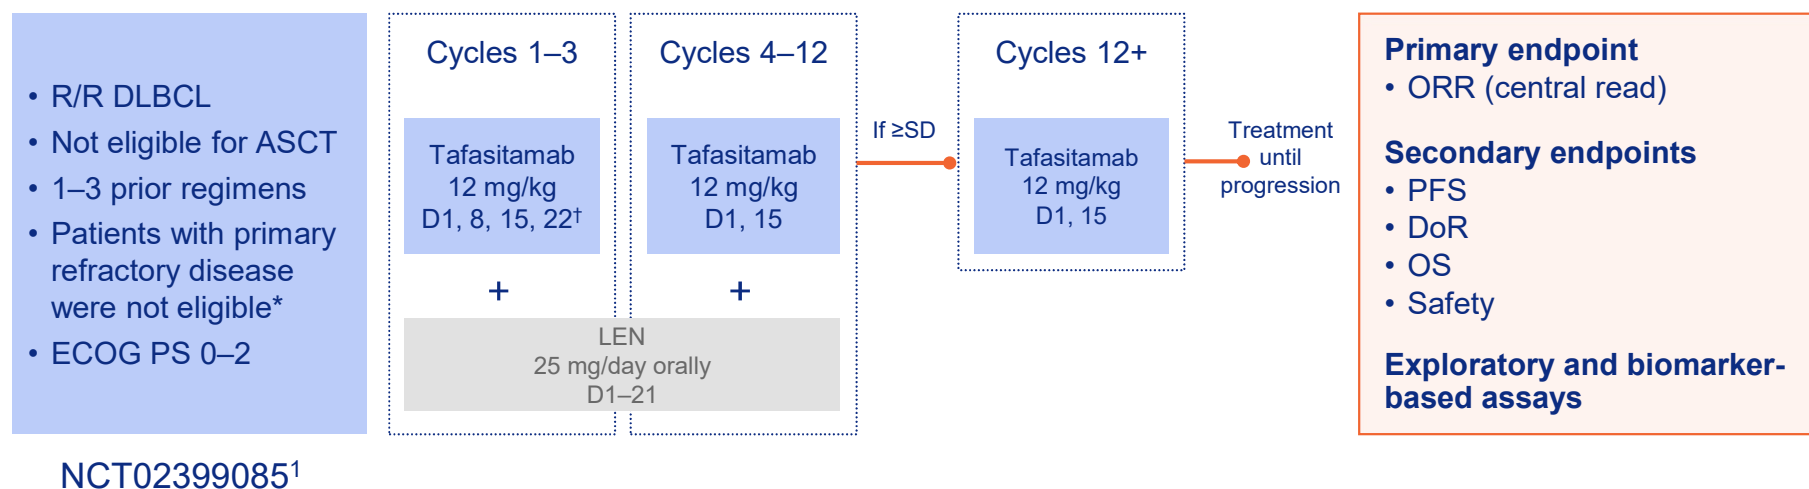 • R/R DLBCL
• Not eligible for ASCT
• 1–3 prior regimens
• Patients with primary
refractory disease
were not eligible*
• ECOG PS 0–2
NCT02399085¹
Cycles 1–3
Tafasitamab
12 mg/kg
D1, 8, 15, 22†
+
Cycles 4–12
Tafasitamab
12 mg/kg
D1, 15
+
LEN
25 mg/day orally
D1–21
If ≥SD
Cycles 12+
Tafasitamab
12 mg/kg
D1, 15
Treatment
until
progression
Primary endpoint
• ORR (central read)
Secondary endpoints
• PFS
• DoR
• OS
• Safety
Exploratory and biomarker-
based assays